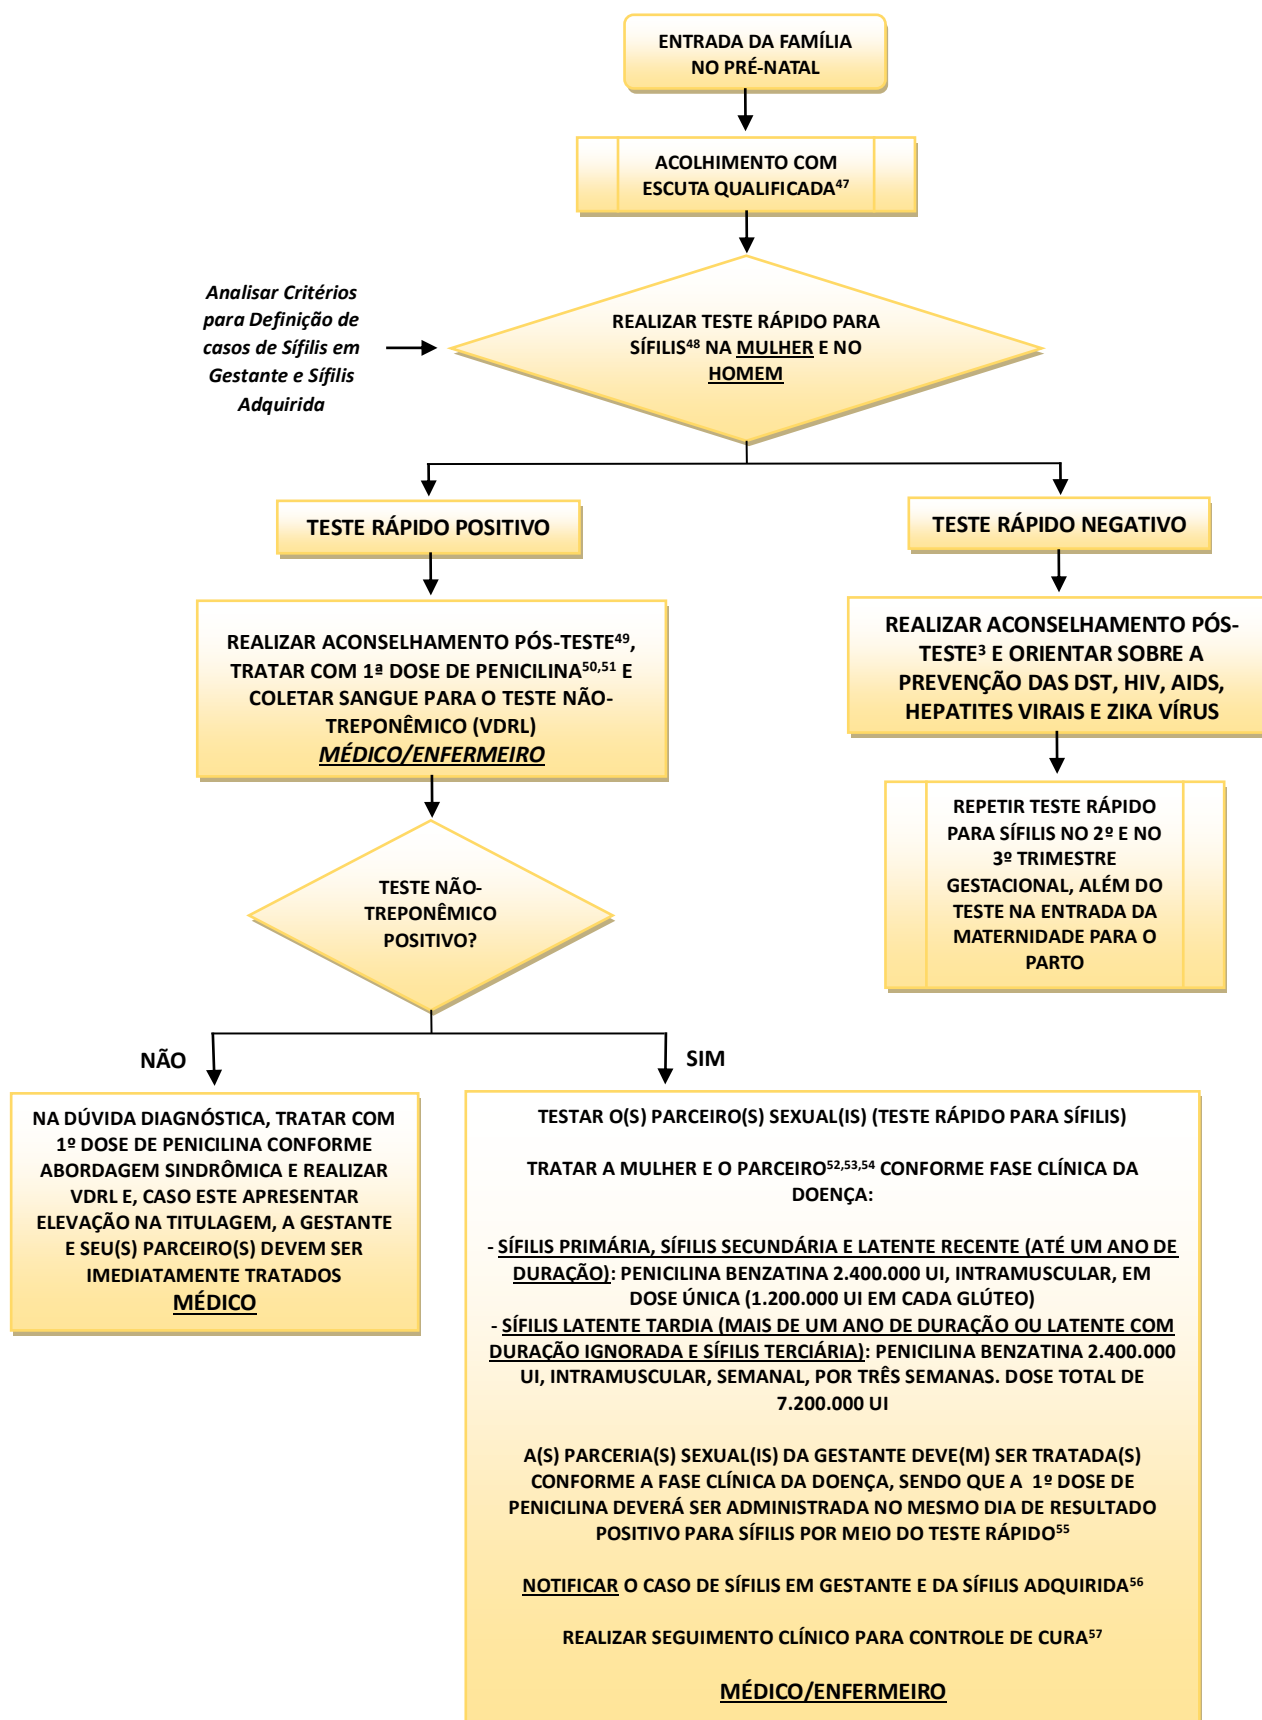 ENTRADA DA FAMÍLIA
NO PRÉ-NATAL
ACOLHIMENTO COM
ESCUTA QUALIFICADA⁴⁷
Analisar Critérios
para Definição de
casos de Sífilis em
Gestante e Sífilis
Adquirida
REALIZAR TESTE RÁPIDO PARA
SÍFILIS⁴⁸ NA MULHER E NO
HOMEM
TESTE RÁPIDO POSITIVO
TESTE RÁPIDO NEGATIVO
REALIZAR ACONSELHAMENTO PÓS-TESTE⁴⁹,
TRATAR COM 1ª DOSE DE PENICILINA⁵⁰,⁵¹ E
COLETAR SANGUE PARA O TESTE NÃO-
TREPONÊMICO (VDRL)
MÉDICO/ENFERMEIRO
REALIZAR ACONSELHAMENTO PÓS-
TESTE³ E ORIENTAR SOBRE A
PREVENÇÃO DAS DST, HIV, AIDS,
HEPATITES VIRAIS E ZIKA VÍRUS
REPETIR TESTE RÁPIDO
PARA SÍFILIS NO 2º E NO
3º TRIMESTRE
GESTACIONAL, ALÉM DO
TESTE NA ENTRADA DA
MATERNIDADE PARA O
PARTO
TESTE NÃO-
TREPONÊMICO
POSITIVO?
NÃO
SIM
NA DÚVIDA DIAGNÓSTICA, TRATAR COM
1º DOSE DE PENICILINA CONFORME
ABORDAGEM SINDRÔMICA E REALIZAR
VDRL E, CASO ESTE APRESENTAR
ELEVAÇÃO NA TITULAGEM, A GESTANTE
E SEU(S) PARCEIRO(S) DEVEM SER
IMEDIATAMENTE TRATADOS
MÉDICO
TESTAR O(S) PARCEIRO(S) SEXUAL(IS) (TESTE RÁPIDO PARA SÍFILIS)
TRATAR A MULHER E O PARCEIRO⁵²,⁵³,⁵⁴ CONFORME FASE CLÍNICA DA
DOENÇA:
- SÍFILIS PRIMÁRIA, SÍFILIS SECUNDÁRIA E LATENTE RECENTE (ATÉ UM ANO DE
DURAÇÃO): PENICILINA BENZATINA 2.400.000 UI, INTRAMUSCULAR, EM
DOSE ÚNICA (1.200.000 UI EM CADA GLÚTEO)
- SÍFILIS LATENTE TARDIA (MAIS DE UM ANO DE DURAÇÃO OU LATENTE COM
DURAÇÃO IGNORADA E SÍFILIS TERCIÁRIA): PENICILINA BENZATINA 2.400.000
UI, INTRAMUSCULAR, SEMANAL, POR TRÊS SEMANAS. DOSE TOTAL DE
7.200.000 UI
A(S) PARCERIA(S) SEXUAL(IS) DA GESTANTE DEVE(M) SER TRATADA(S)
CONFORME A FASE CLÍNICA DA DOENÇA, SENDO QUE A 1º DOSE DE
PENICILINA DEVERÁ SER ADMINISTRADA NO MESMO DIA DE RESULTADO
POSITIVO PARA SÍFILIS POR MEIO DO TESTE RÁPIDO⁵⁵
NOTIFICAR O CASO DE SÍFILIS EM GESTANTE E DA SÍFILIS ADQUIRIDA⁵⁶
REALIZAR SEGUIMENTO CLÍNICO PARA CONTROLE DE CURA⁵⁷
MÉDICO/ENFERMEIRO